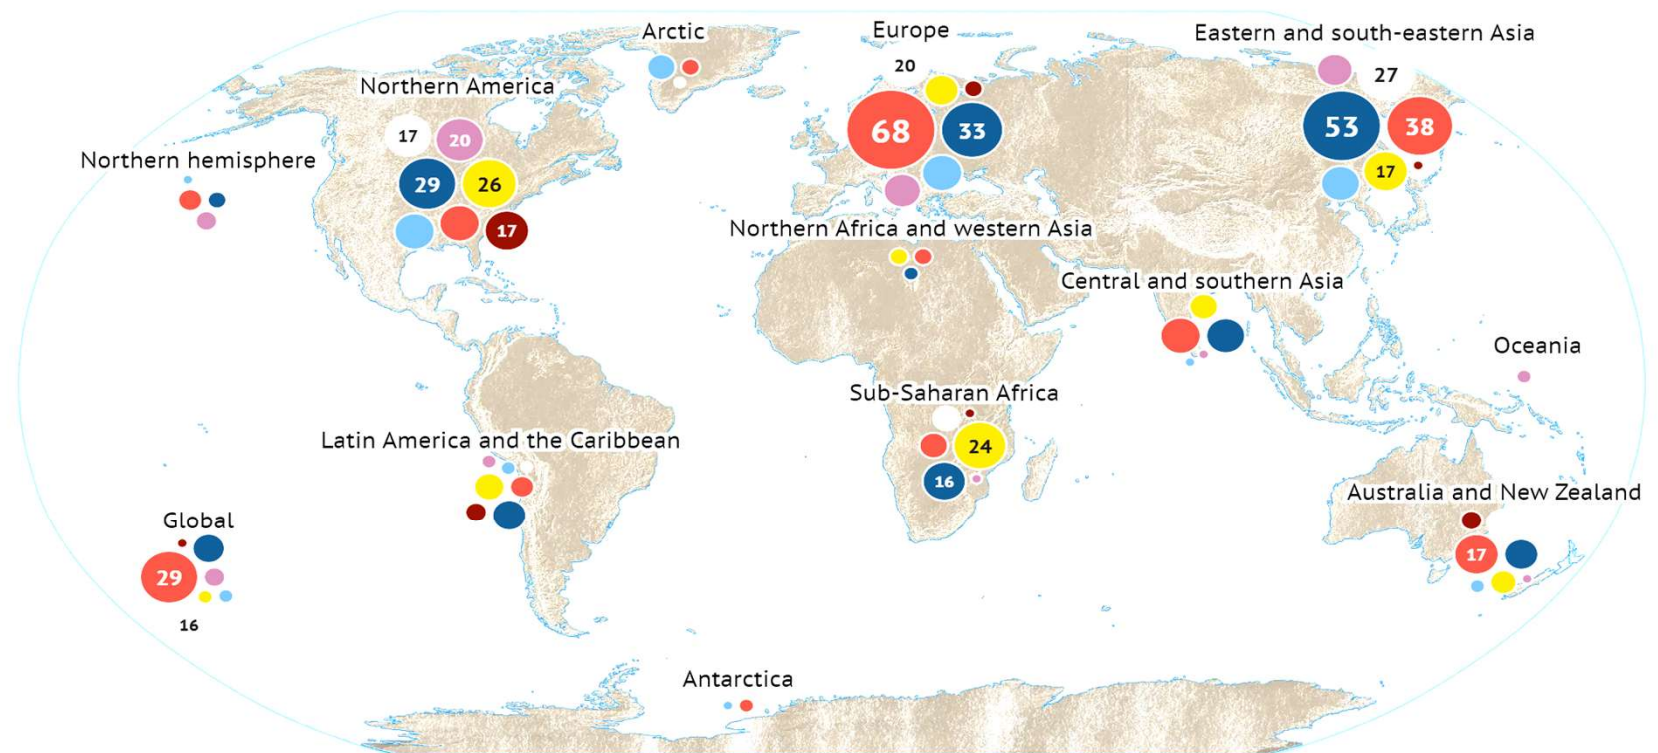 Arctic
Europe
Eastern and south-eastern Asia
20
27
Northern America
68
33
53
38
17
20
Northern hemisphere
29
26
17
17
Northern Africa and western Asia
Central and southern Asia
Oceania
Sub-Saharan Africa
24
16
Latin America and the Caribbean
Australia and New Zealand
Global
17
29
16
Antarctica